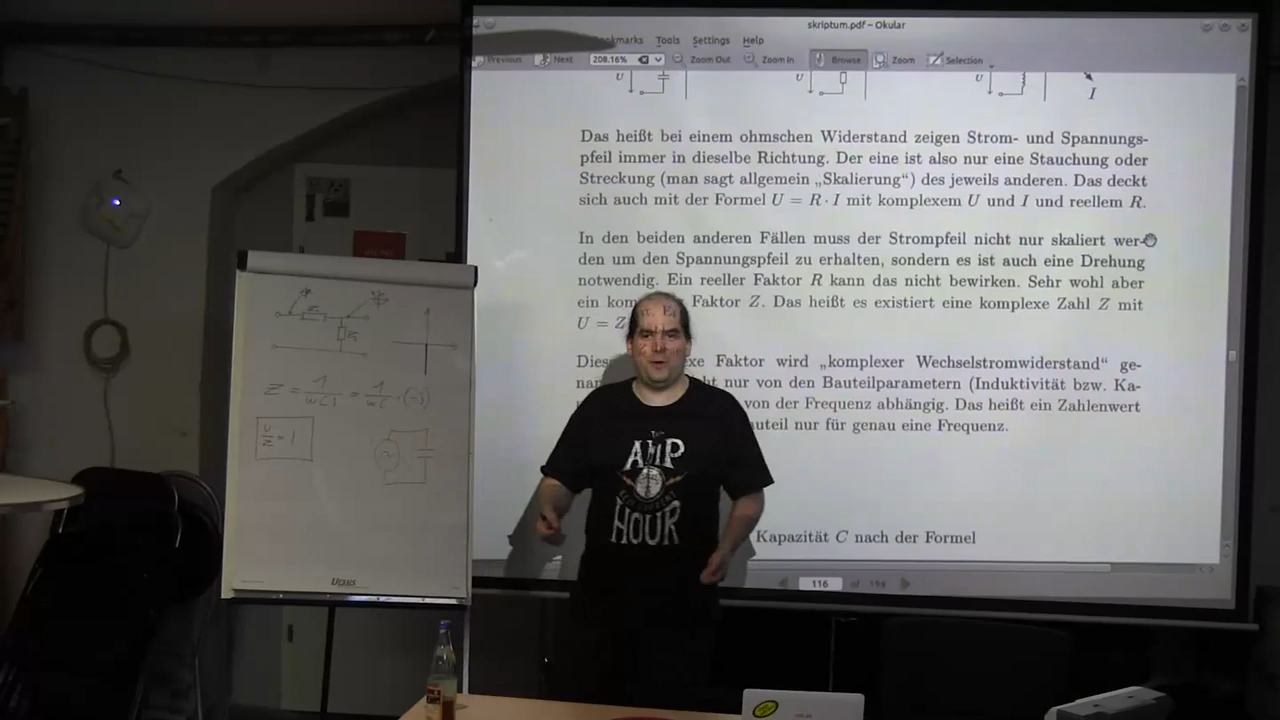 skriptum.pdf – Okular
okmarks Tools Settings Help
Previous Next 208.16% Zoom Out Zoom In Browse Zoom Selection
U U U
I
Das heißt bei einem ohmschen Widerstand zeigen Strom- und Spannungs-
pfeil immer in dieselbe Richtung. Der eine ist also nur eine Stauchung oder
Streckung (man sagt allgemein „Skalierung“) des jeweils anderen. Das deckt
sich auch mit der Formel U = R · I mit komplexem U und I und reellem R.
In den beiden anderen Fällen muss der Strompfeil nicht nur skaliert wer-
den um den Spannungspfeil zu erhalten, sondern es ist auch eine Drehung
notwendig. Ein reeller Faktor R kann das nicht bewirken. Sehr wohl aber
ein kom Faktor Z. Das heißt es existiert eine komplexe Zahl Z mit
U = Z
Dies xe Faktor wird „komplexer Wechselstromwiderstand“ ge-
nan ht nur von den Bauteilparametern (Induktivität bzw. Ka-
von der Frequenz abhängig. Das heißt ein Zahlenwert
uteil nur für genau eine Frequenz.
Kapazität C nach der Formel
116 of 194
Z = 1/ωCj = 1/ωC · (-j)
U/Z = I
THE
AMP
HOUR